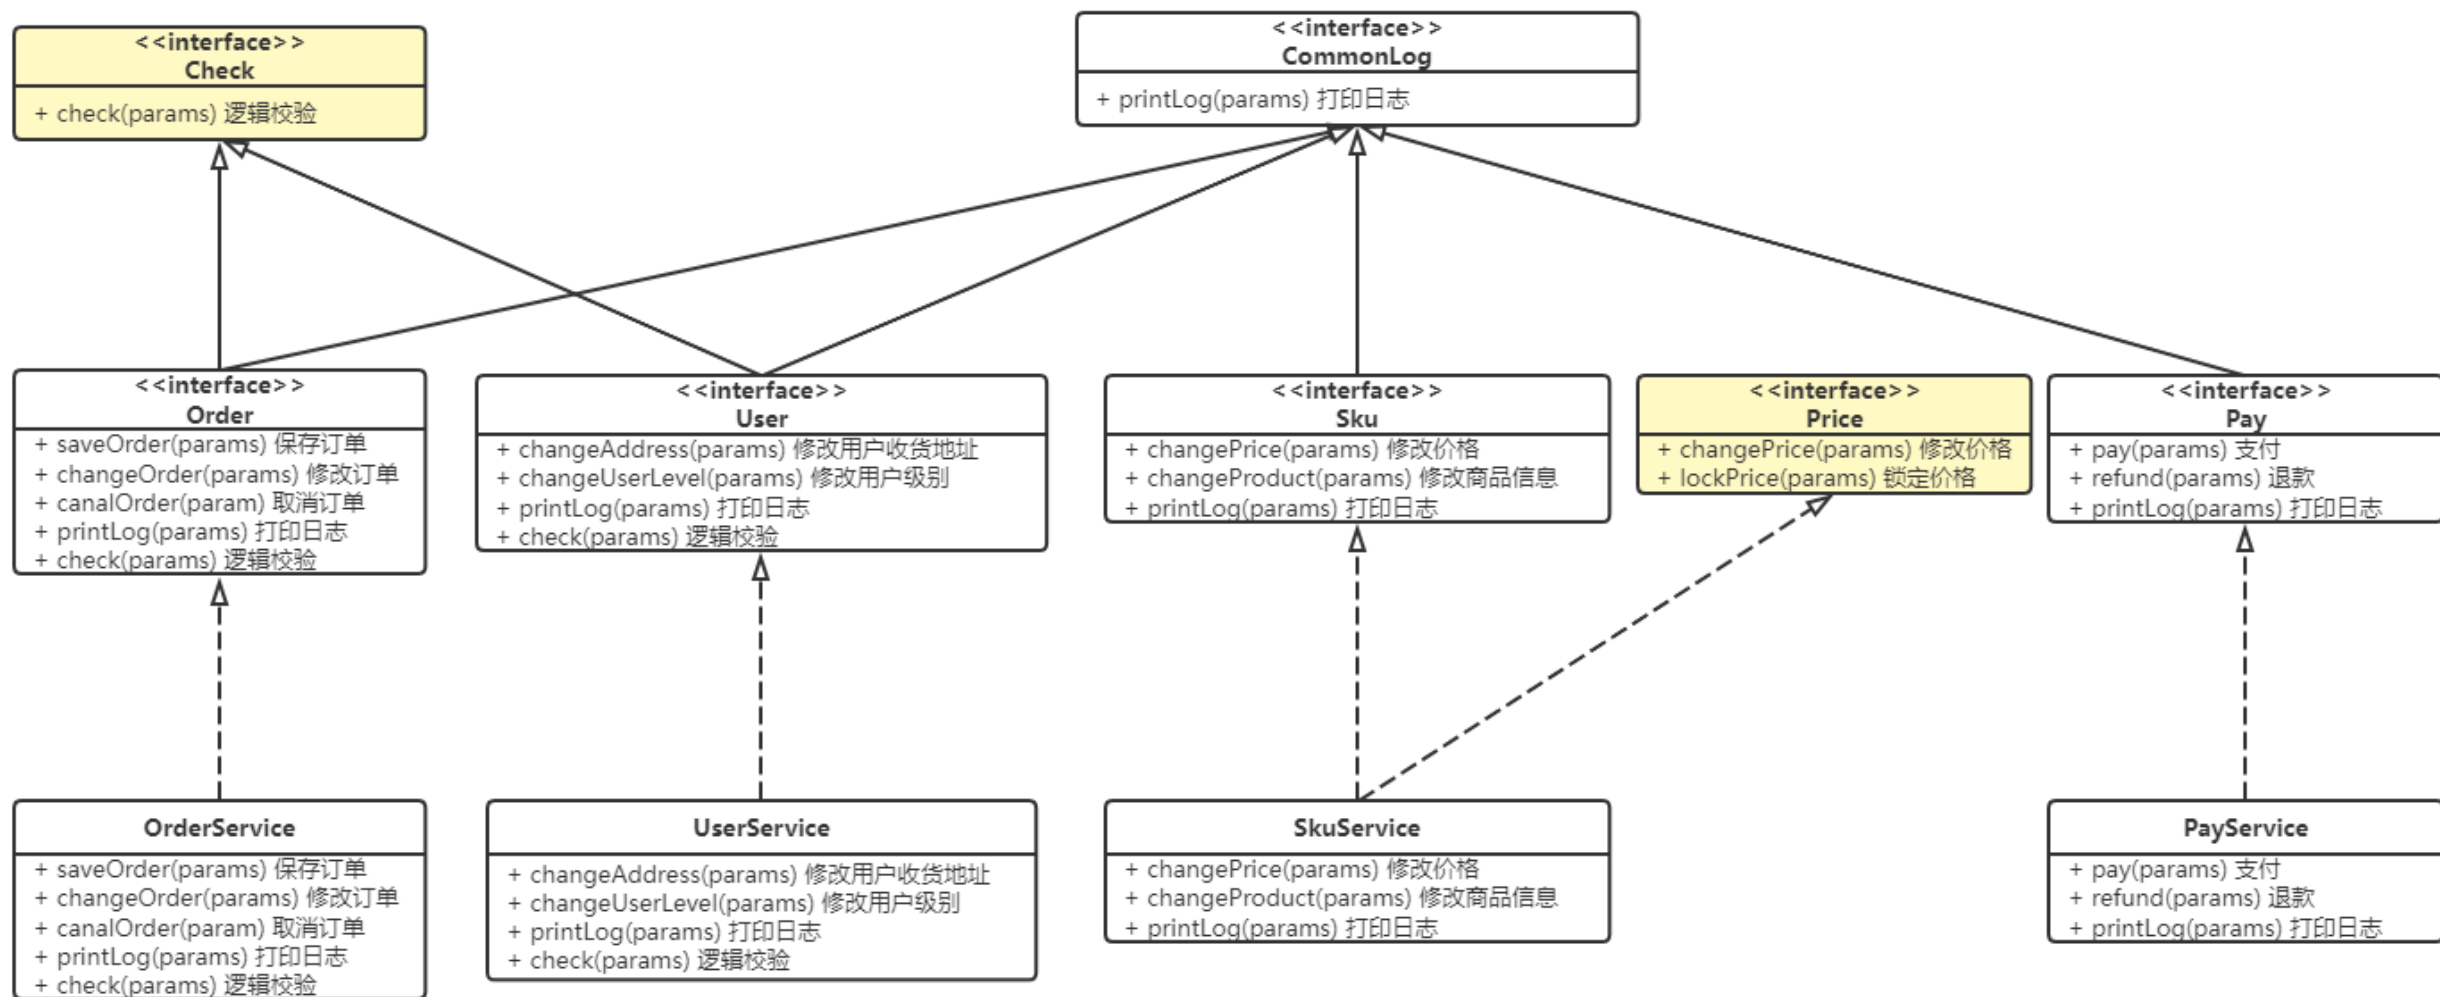 <<interface>>
Check
+ check(params) 逻辑校验
<<interface>>
CommonLog
+ printLog(params) 打印日志
<<interface>>
Order
+ saveOrder(params) 保存订单
+ changeOrder(params) 修改订单
+ canalOrder(param) 取消订单
+ printLog(params) 打印日志
+ check(params) 逻辑校验
<<interface>>
User
+ changeAddress(params) 修改用户收货地址
+ changeUserLevel(params) 修改用户级别
+ printLog(params) 打印日志
+ check(params) 逻辑校验
<<interface>>
Sku
+ changePrice(params) 修改价格
+ changeProduct(params) 修改商品信息
+ printLog(params) 打印日志
<<interface>>
Price
+ changePrice(params) 修改价格
+ lockPrice(params) 锁定价格
<<interface>>
Pay
+ pay(params) 支付
+ refund(params) 退款
+ printLog(params) 打印日志
OrderService
+ saveOrder(params) 保存订单
+ changeOrder(params) 修改订单
+ canalOrder(param) 取消订单
+ printLog(params) 打印日志
+ check(params) 逻辑校验
UserService
+ changeAddress(params) 修改用户收货地址
+ changeUserLevel(params) 修改用户级别
+ printLog(params) 打印日志
+ check(params) 逻辑校验
SkuService
+ changePrice(params) 修改价格
+ changeProduct(params) 修改商品信息
+ printLog(params) 打印日志
PayService
+ pay(params) 支付
+ refund(params) 退款
+ printLog(params) 打印日志